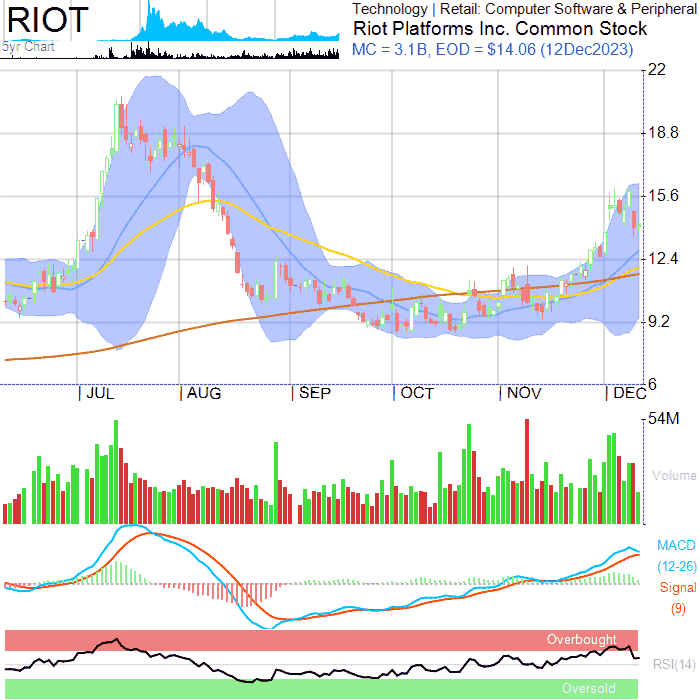 RIOT
5yr Chart
Technology | Retail: Computer Software & Peripheral
Riot Platforms Inc. Common Stock
MC = 3.1B, EOD = $14.06 (12Dec2023)
22
18.8
15.6
12.4
9.2
6
| JUL | AUG | SEP | OCT | NOV | DEC
54M
Volume
MACD
(12-26)
Signal
(9)
Overbought
RSI(14)
Oversold